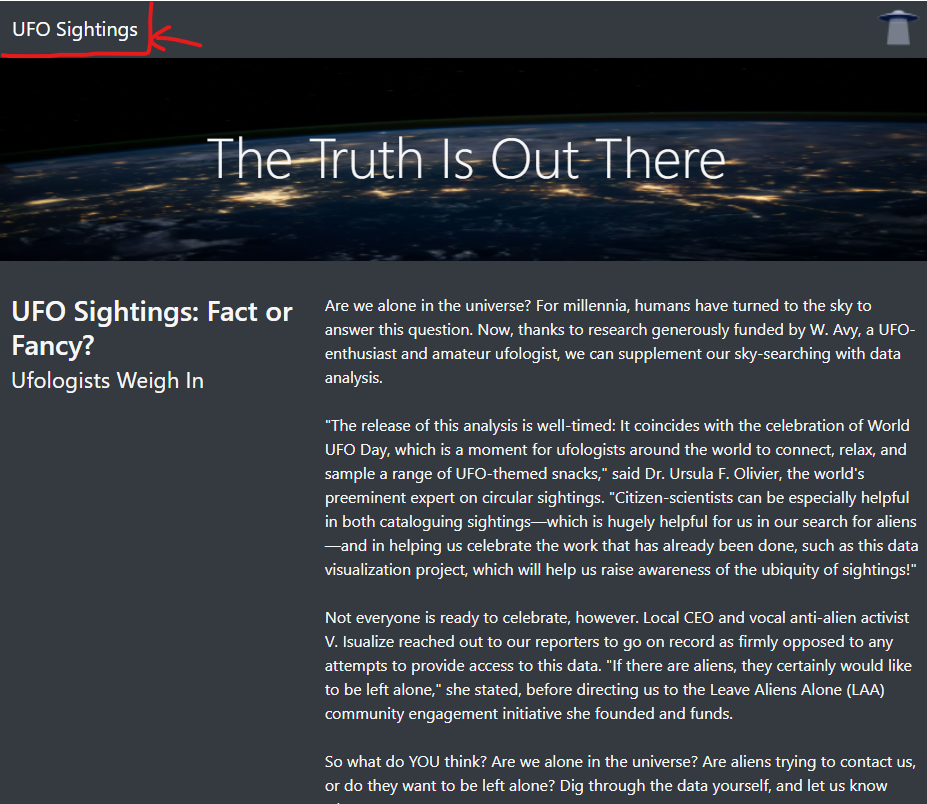 UFO Sightings
The Truth Is Out There
UFO Sightings: Fact or
Fancy?
Ufologists Weigh In
Are we alone in the universe? For millennia, humans have turned to the sky to
answer this question. Now, thanks to research generously funded by W. Avy, a UFO-
enthusiast and amateur ufologist, we can supplement our sky-searching with data
analysis.
"The release of this analysis is well-timed: It coincides with the celebration of World
UFO Day, which is a moment for ufologists around the world to connect, relax, and
sample a range of UFO-themed snacks," said Dr. Ursula F. Olivier, the world's
preeminent expert on circular sightings. "Citizen-scientists can be especially helpful
in both cataloguing sightings—which is hugely helpful for us in our search for aliens
—and in helping us celebrate the work that has already been done, such as this data
visualization project, which will help us raise awareness of the ubiquity of sightings!"
Not everyone is ready to celebrate, however. Local CEO and vocal anti-alien activist
V. Isualize reached out to our reporters to go on record as firmly opposed to any
attempts to provide access to this data. "If there are aliens, they certainly would like
to be left alone," she stated, before directing us to the Leave Aliens Alone (LAA)
community engagement initiative she founded and funds.
So what do YOU think? Are we alone in the universe? Are aliens trying to contact us,
or do they want to be left alone? Dig through the data yourself, and let us know